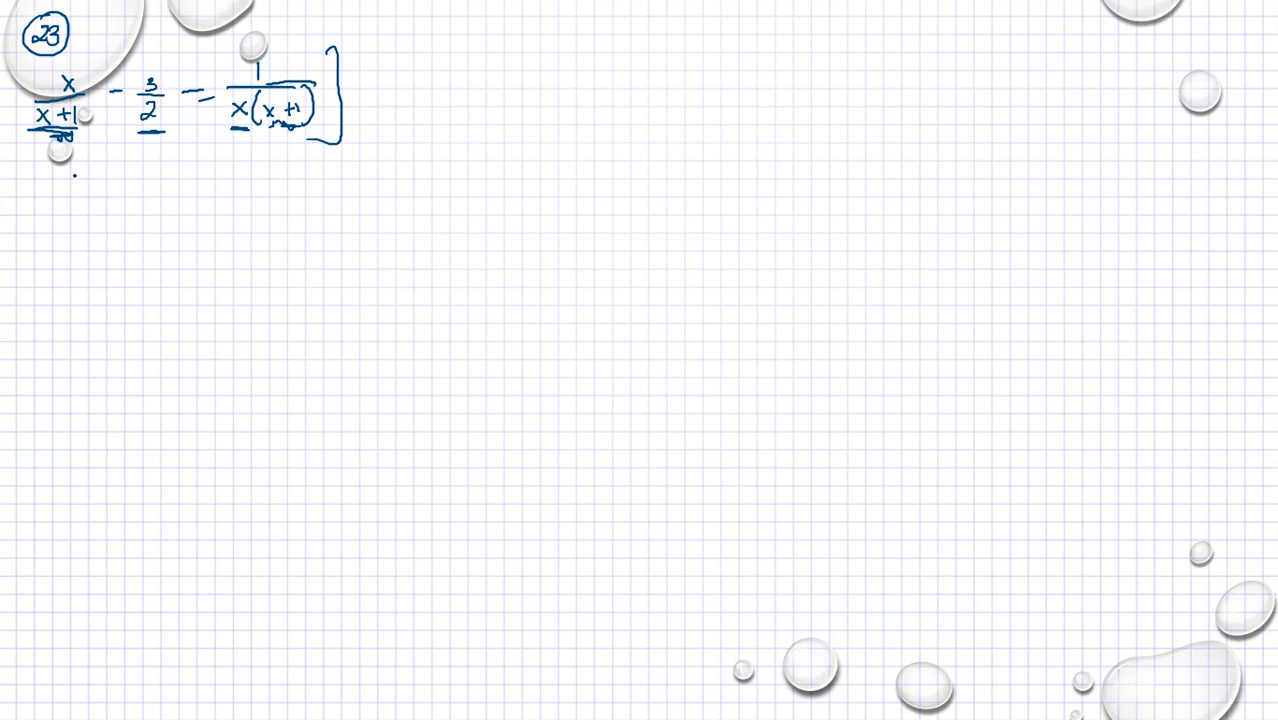 23
x/(x+1) - 3/2 = 1/(x(x+1))]